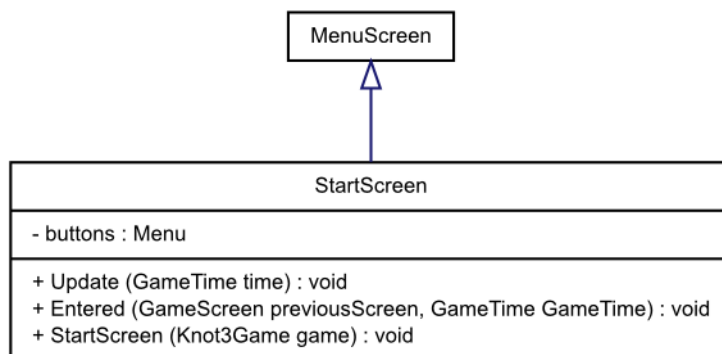 MenuScreen
StartScreen
- buttons : Menu
+ Update (GameTime time) : void
+ Entered (GameScreen previousScreen, GameTime GameTime) : void
+ StartScreen (Knot3Game game) : void